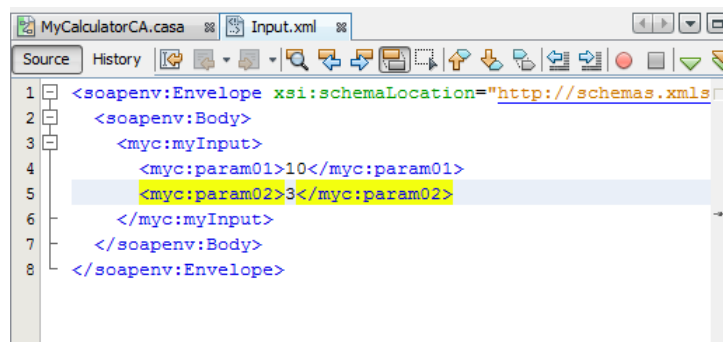 MyCalculatorCA.casa Input.xml
Source History
1 <soapenv:Envelope xsi:schemaLocation="http://schemas.xmls
2 <soapenv:Body>
3 <myc:myInput>
4 <myc:param01>10</myc:param01>
5 <myc:param02>3</myc:param02>
6 </myc:myInput>
7 </soapenv:Body>
8 </soapenv:Envelope>